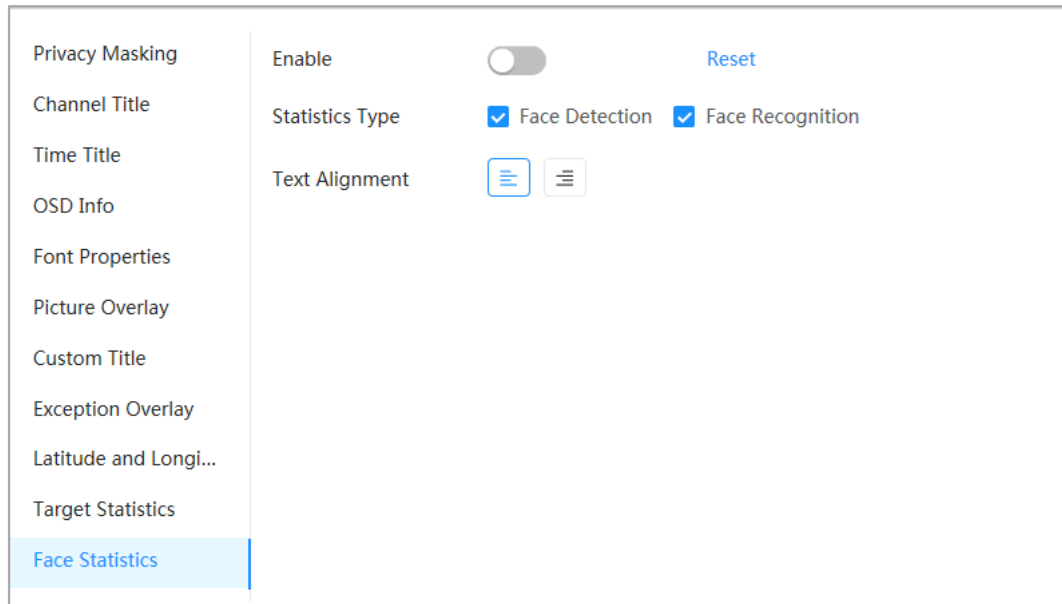 Privacy Masking
Channel Title
Time Title
OSD Info
Font Properties
Picture Overlay
Custom Title
Exception Overlay
Latitude and Longi...
Target Statistics
Face Statistics
Enable Reset
Statistics Type Face Detection Face Recognition
Text Alignment